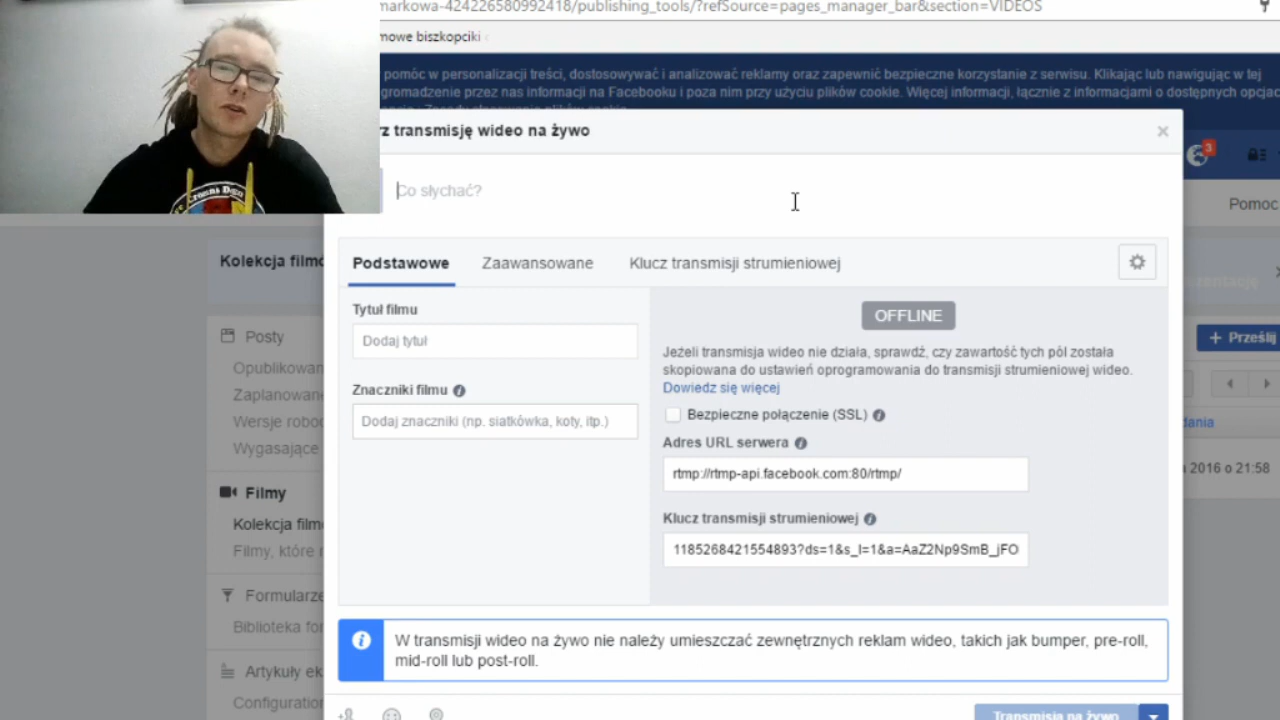 markowa-424226580992418/publishing_tools/?refSource=pages_manager_bar&section=VIDEOS
mowe biszkopciki
pomóc w personalizacji treści, dostosowywać i analizować reklamy oraz zapewnić bezpieczne korzystanie z serwisu. Klikając lub nawigując w tej
gromadzenie przez nas informacji na Facebooku i poza nim przy użyciu plików cookie. Więcej informacji, łącznie z informacjami o dostępnych opcjac
rz transmisję wideo na żywo
3
Co słychać?
Pomoc
Kolekcja filmó
Podstawowe
Zaawansowane
Klucz transmisji strumieniowej
Tytuł filmu
OFFLINE
Posty
Dodaj tytuł
+ Prześlij
Jeżeli transmisja wideo nie działa, sprawdź, czy zawartość tych pól została
skopiowana do ustawień oprogramowania do transmisji strumieniowej wideo.
Dowiedz się więcej
Opublikowan
Zaplanowane
Znaczniki filmu
Dodaj znaczniki (np. siatkówka, koty, itp.)
Bezpieczne połączenie (SSL)
Wersje roboc
dania
Wygasające
Adres URL serwera
rtmp://rtmp-api.facebook.com:80/rtmp/
2016 o 21:58
Filmy
Kolekcja film
Klucz transmisji strumieniowej
1185268421554893?ds=1&s_l=1&a=AaZ2Np9SmB_jFO
Filmy, które
Formularze
Biblioteka for
W transmisji wideo na żywo nie należy umieszczać zewnętrznych reklam wideo, takich jak bumper, pre-roll,
mid-roll lub post-roll.
Artykuły ek
Configuration
Transmisja na żywo